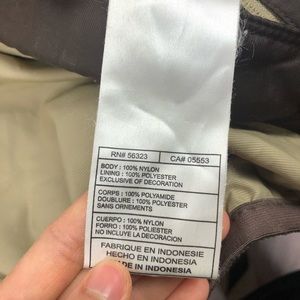 RN# 56323 CA# 05553
BODY : 100% NYLON
LINING : 100% POLYESTER
EXCLUSIVE OF DECORATION
CORPS : 100% POLYAMIDE
DOUBLURE : 100% POLYESTER
SANS ORNEMENTS
CUERPO : 100% NYLON
FORRO : 100% POLIESTER
NO INCLUYE LA DECORACION
FABRIQUE EN INDONESIE
HECHO EN INDONESIA
MADE IN INDONESIA